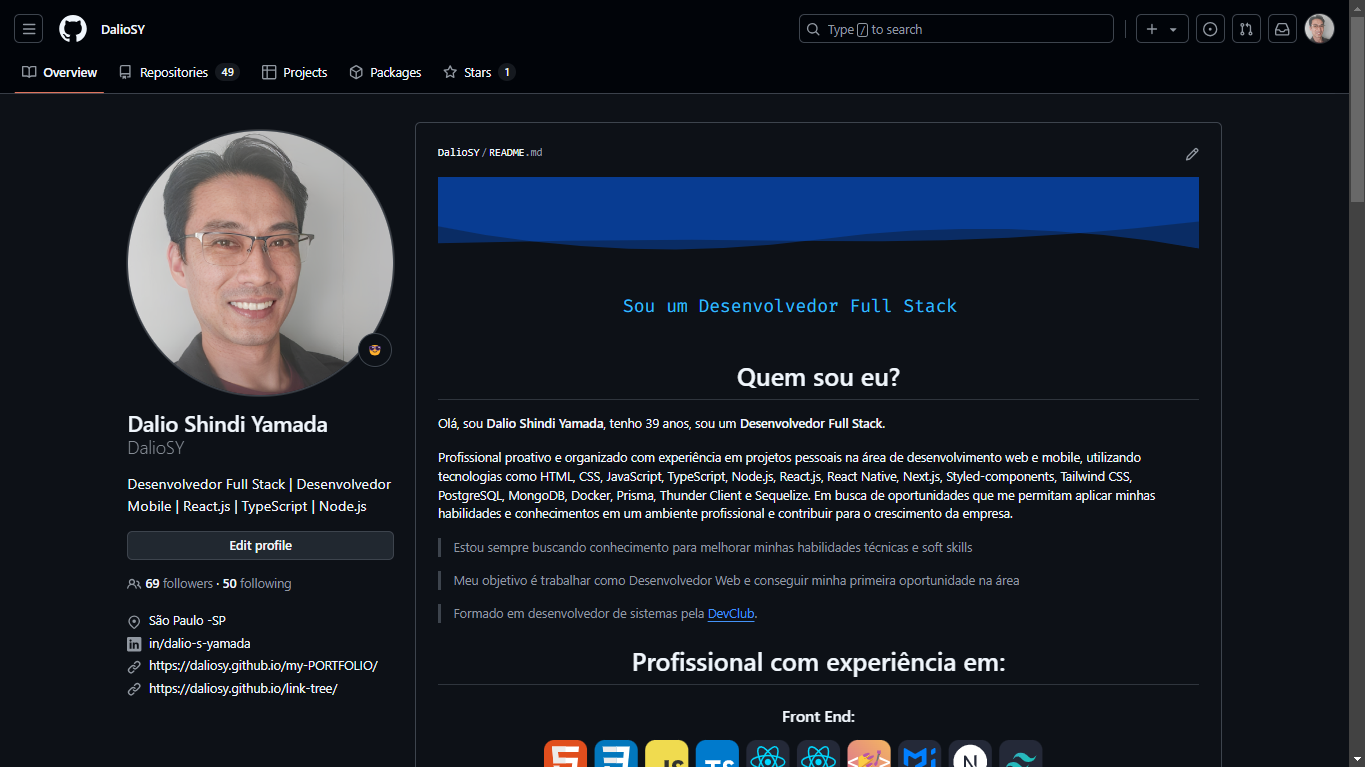 DalioSY
Type / to search
Overview
Repositories 49
Projects
Packages
Stars 1
Dalio Shindi Yamada
DalioSY
Desenvolvedor Full Stack | Desenvolvedor
Mobile | React.js | TypeScript | Node.js
Edit profile
69 followers · 50 following
São Paulo -SP
in/dalio-s-yamada
https://daliosy.github.io/my-PORTFOLIO/
https://daliosy.github.io/link-tree/
DalioSY/README.md
Sou um Desenvolvedor Full Stack
Quem sou eu?
Olá, sou Dalio Shindi Yamada, tenho 39 anos, sou um Desenvolvedor Full Stack.
Profissional proativo e organizado com experiência em projetos pessoais na área de desenvolvimento web e mobile, utilizando
tecnologias como HTML, CSS, JavaScript, TypeScript, Node.js, React.js, React Native, Next.js, Styled-components, Tailwind CSS,
PostgreSQL, MongoDB, Docker, Prisma, Thunder Client e Sequelize. Em busca de oportunidades que me permitam aplicar minhas
habilidades e conhecimentos em um ambiente profissional e contribuir para o crescimento da empresa.
Estou sempre buscando conhecimento para melhorar minhas habilidades técnicas e soft skills
Meu objetivo é trabalhar como Desenvolvedor Web e conseguir minha primeira oportunidade na área
Formado em desenvolvedor de sistemas pela DevClub.
Profissional com experiência em:
Front End:
JS
TS
N